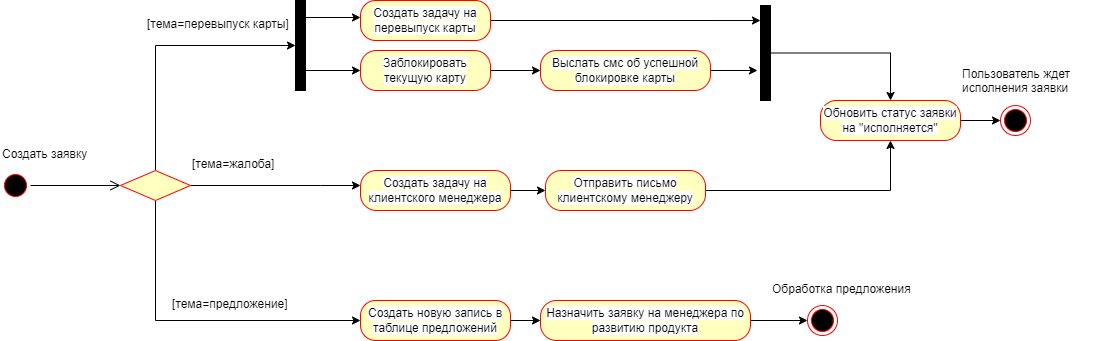 [тема=перевыпуск карты]
Создать задачу на
перевыпуск карты
Заблокировать
текущую карту
Выслать смс об успешной
блокировке карты
Пользователь ждет
исполнения заявки
Обновить статус заявки
на "исполняется"
Создать заявку
[тема=жалоба]
Создать задачу на
клиентского менеджера
Отправить письмо
клиентскому менеджеру
[тема=предложение]
Создать новую запись в
таблице предложений
Назначить заявку на менеджера по
развитию продукта
Обработка предложения